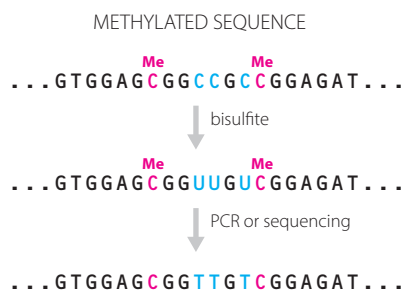 METHYLATED SEQUENCE
Me Me
...GTGGAGCGGCCGCCGGAGAT...
bisulfite
Me Me
...GTGGAGCGGUUGUCGGAGAT...
PCR or sequencing
...GTGGAGCGGTTGTCGGAGAT...